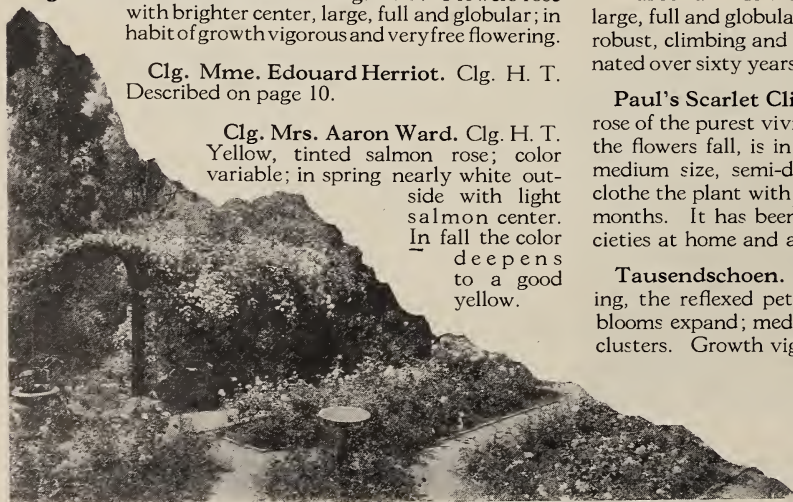 with brighter center, large, full and globular; in
habit of growth vigorous and very free flowering.
Clg. Mme. Edouard Herriot. Clg. H. T.
Described on page 10.
Clg. Mrs. Aaron Ward. Clg. H. T.
Yellow, tinted salmon rose; color
variable; in spring nearly white out-
side with light
salmon center.
In fall the color
deepens
to a good
yellow.
large, full and globula
robust, climbing and
nated over sixty years
Paul's Scarlet Cli
rose of the purest vivi
the flowers fall, is in
medium size, semi-d
clothe the plant with
months. It has been
cieties at home and a
Tausendschoen.
ing, the reflexed pet
blooms expand; med
clusters. Growth vig